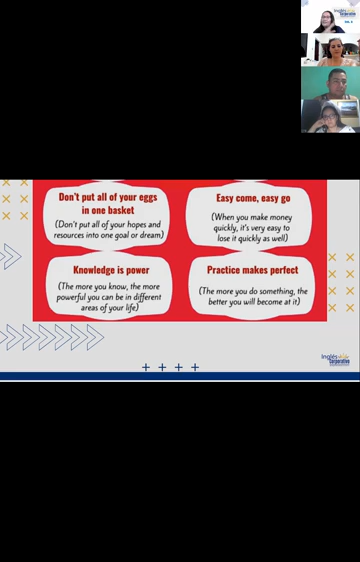 Don't put all of your eggs
in one basket
(Don't put all of your hopes and
resources into one goal or dream)
Easy come, easy go
(When you make money
quickly, it's very easy to
lose it quickly as well)
Knowledge is power
(The more you know, the more
powerful you can be in different
areas of your life)
Practice makes perfect
(The more you do something, the
better you will become at it)
Inglés
Corporativo